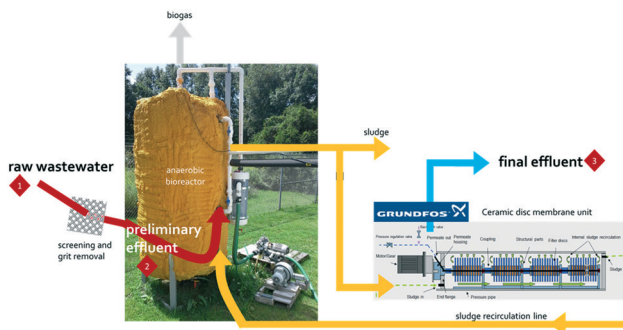 biogas
sludge
raw wastewater
1
anaerobic
bioreactor
final effluent
3
GRUNDFOS
Ceramic disc membrane unit
preliminary
effluent
2
screening and
grit removal
Pressure regulation valve
Permeate out
Permeate
housing
Coupling
Structural parts
Filter discs
Internal sludge recirculation
Motor/Gear
Sludge
Sludge in
End flange
Pressure pipe
sludge recirculation line